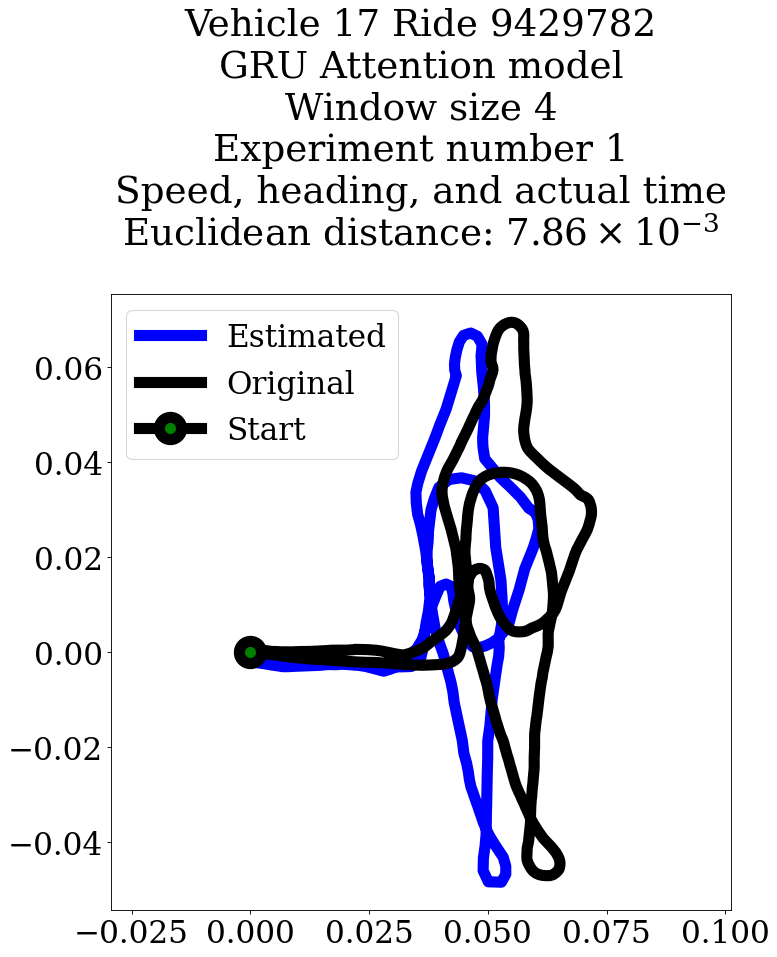 Vehicle 17 Ride 9429782
GRU Attention model
Window size 4
Experiment number 1
Speed, heading, and actual time
Euclidean distance: 7.86 × 10⁻³
Estimated
Original
Start
0.06
0.04
0.02
0.00
−0.02
−0.04
−0.025 0.000 0.025 0.050 0.075 0.100